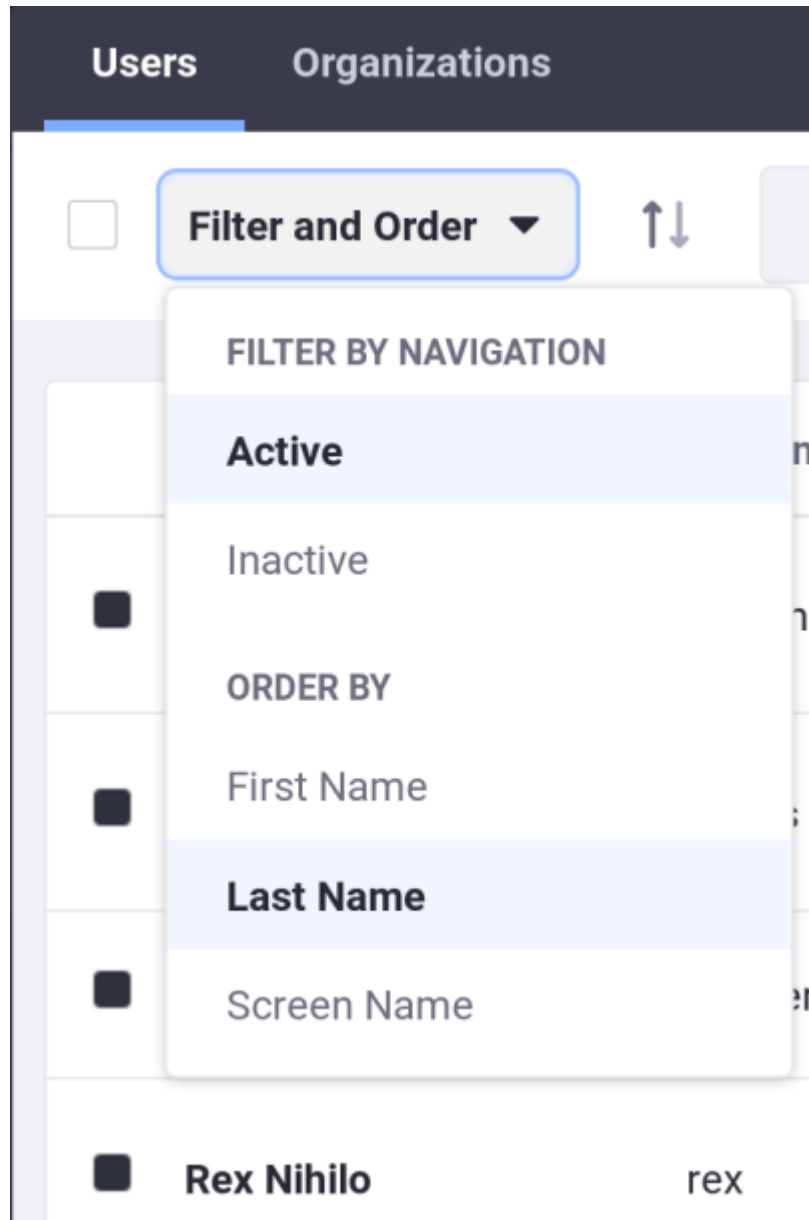 Users Organizations
Filter and Order
FILTER BY NAVIGATION
Active
Inactive
ORDER BY
First Name
Last Name
Screen Name
Rex Nihilo rex